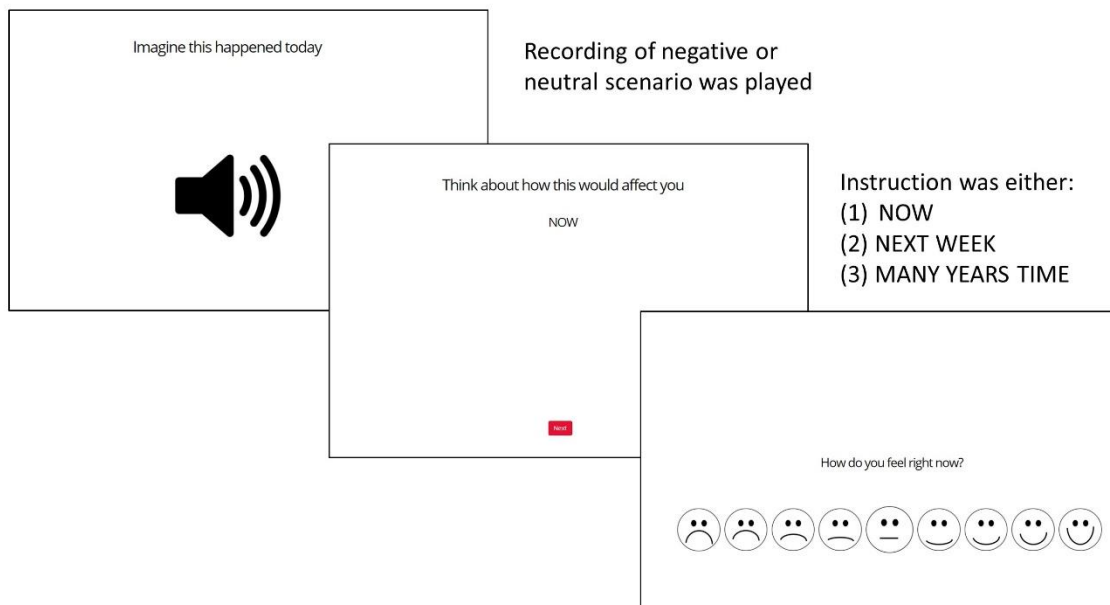 Imagine this happened today
Recording of negative or
neutral scenario was played
Think about how this would affect you
NOW
Instruction was either:
(1) NOW
(2) NEXT WEEK
(3) MANY YEARS TIME
Next
How do you feel right now?